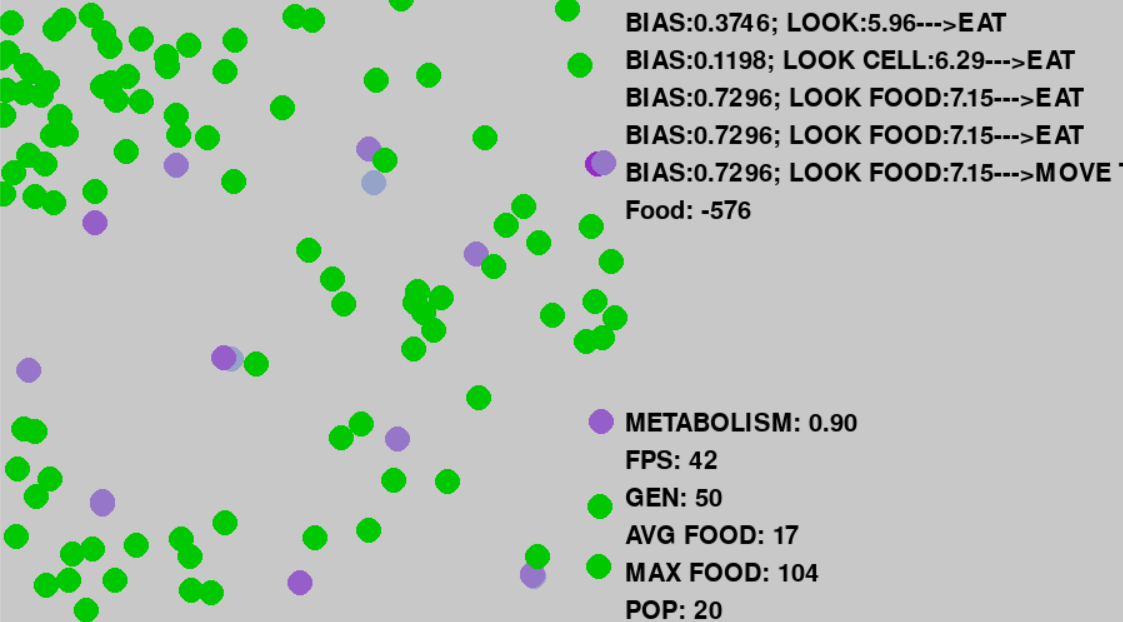 BIAS:0.3746; LOOK:5.96--->EAT
BIAS:0.1198; LOOK CELL:6.29--->EAT
BIAS:0.7296; LOOK FOOD:7.15--->EAT
BIAS:0.7296; LOOK FOOD:7.15--->EAT
BIAS:0.7296; LOOK FOOD:7.15--->MOVE
Food: -576
METABOLISM: 0.90
FPS: 42
GEN: 50
AVG FOOD: 17
MAX FOOD: 104
POP: 20